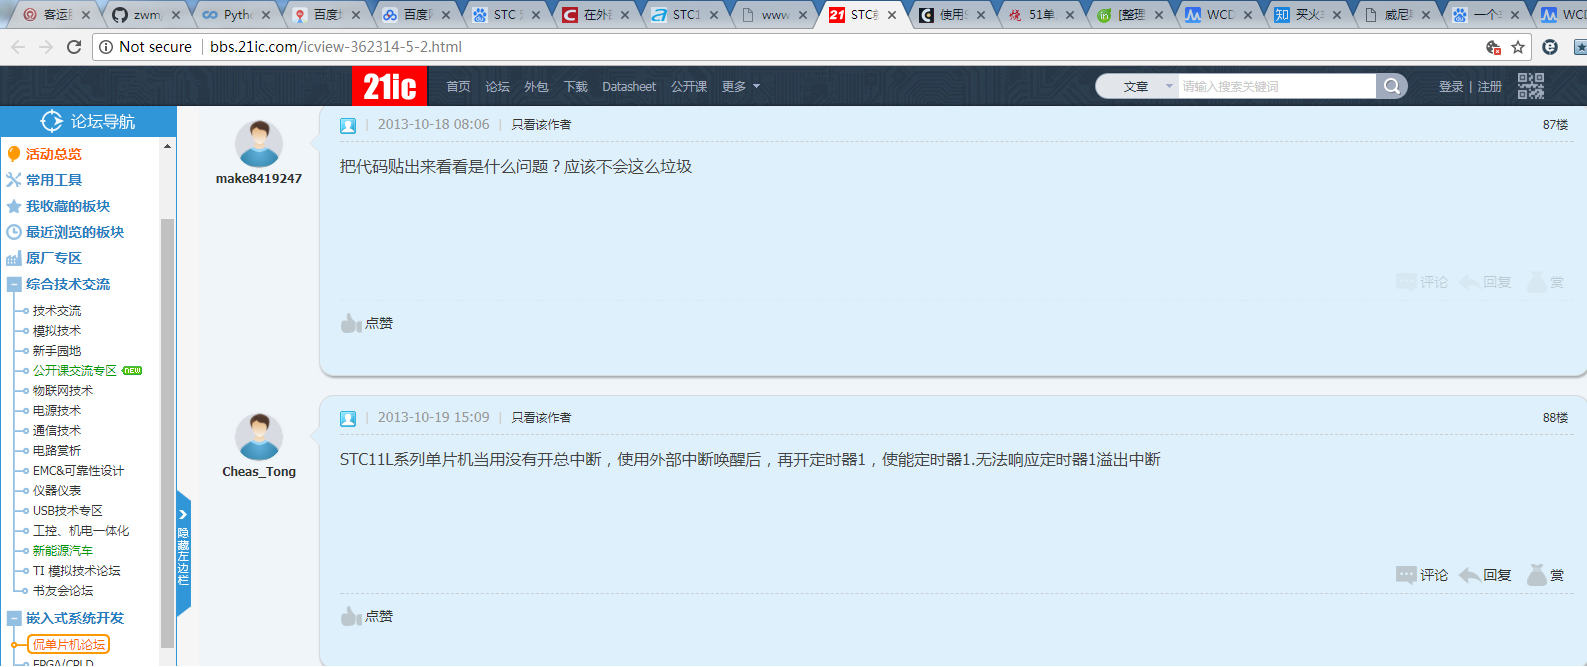 客运
zwm
Pyth
百度
百度
STC
在外
STC1
www
STC
使用S
51单
[整理
WCD
买火
威尼
一个
WCD
Not secure bbs.21ic.com/icview-362314-5-2.html
21ic 首页 论坛 外包 下载 Datasheet 公开课 更多 文章 请输入搜索关键词 登录 | 注册
论坛导航
活动总览
常用工具
我收藏的板块
最近浏览的板块
原厂专区
综合技术交流
技术交流
模拟技术
新手园地
公开课交流专区 NEW
物联网技术
电源技术
通信技术
电路赏析
EMC&可靠性设计
仪器仪表
USB技术专区
工控、机电一体化
新能源汽车
TI 模拟技术论坛
书友会论坛
嵌入式系统开发
侃单片机论坛
FPGA/CPLD
隐藏左边栏
make8419247
2013-10-18 08:06 | 只看该作者 87楼
把代码贴出来看看是什么问题？应该不会这么垃圾
评论 回复 赏
点赞
Cheas_Tong
2013-10-19 15:09 | 只看该作者 88楼
STC11L系列单片机当用没有开总中断，使用外部中断唤醒后，再开定时器1，使能定时器1.无法响应定时器1溢出中断
评论 回复 赏
点赞